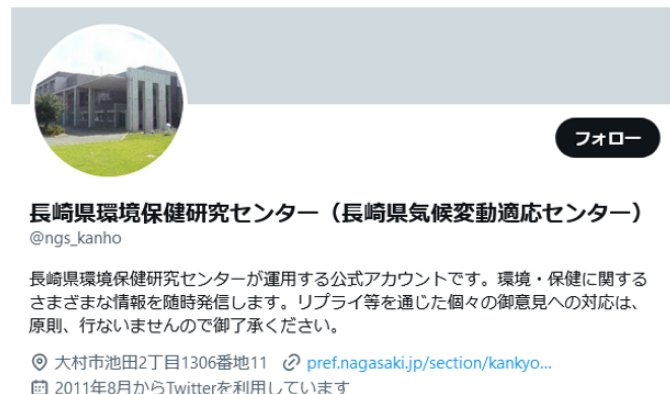 フォロー
長崎県環境保健研究センター（長崎県気候変動適応センター）
@ngs_kanho
長崎県環境保健研究センターが運用する公式アカウントです。環境・保健に関する
さまざまな情報を随時発信します。リプライ等を通じた個々の御意見への対応は、
原則、行ないませんので御了承ください。
大村市池田2丁目1306番地11 pref.nagasaki.jp/section/kankyo...
2011年8月からTwitterを利用しています